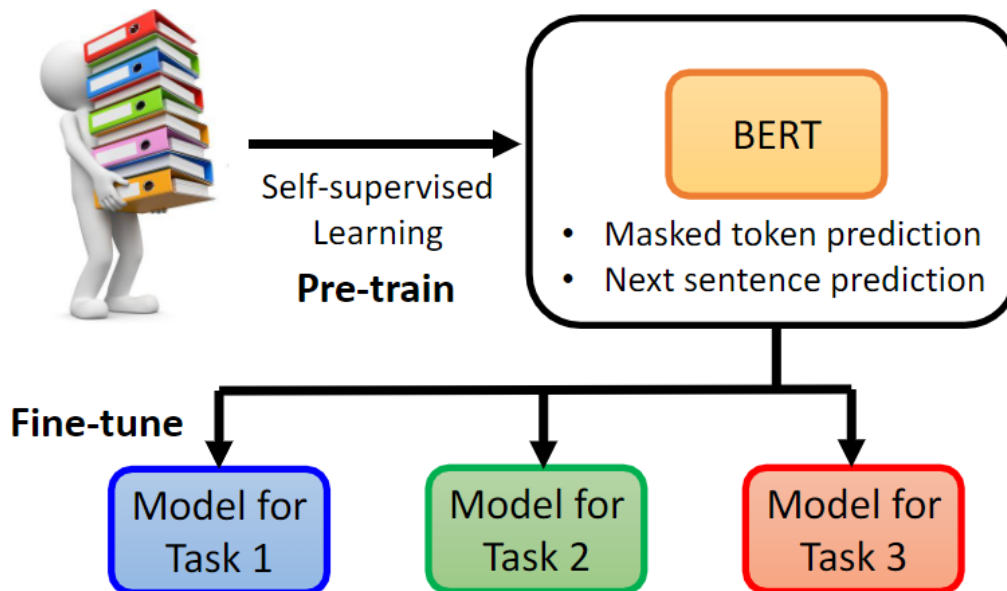 BERT
Self-supervised
Learning
Pre-train
• Masked token prediction
• Next sentence prediction
Fine-tune
Model for
Task 1
Model for
Task 2
Model for
Task 3